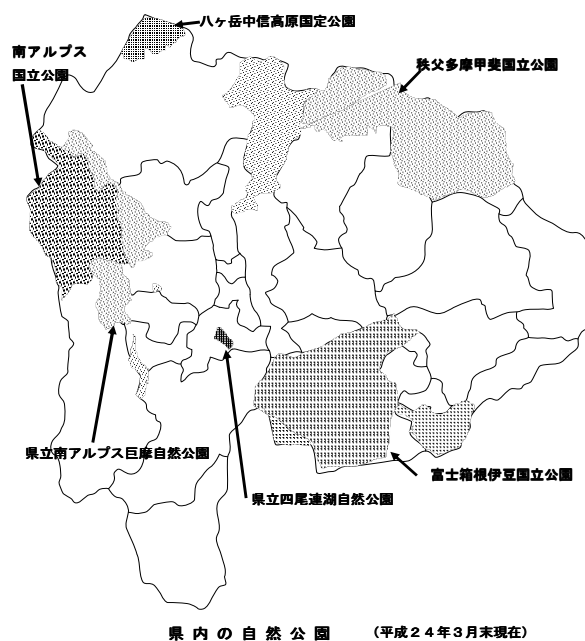 八ヶ岳中信高原国定公園
南アルプス
国立公園
秩父多摩甲斐国立公園
県立南アルプス巨摩自然公園
富士箱根伊豆国立公園
県立四尾連湖自然公園
県内の自然公園 (平成24年3月末現在)